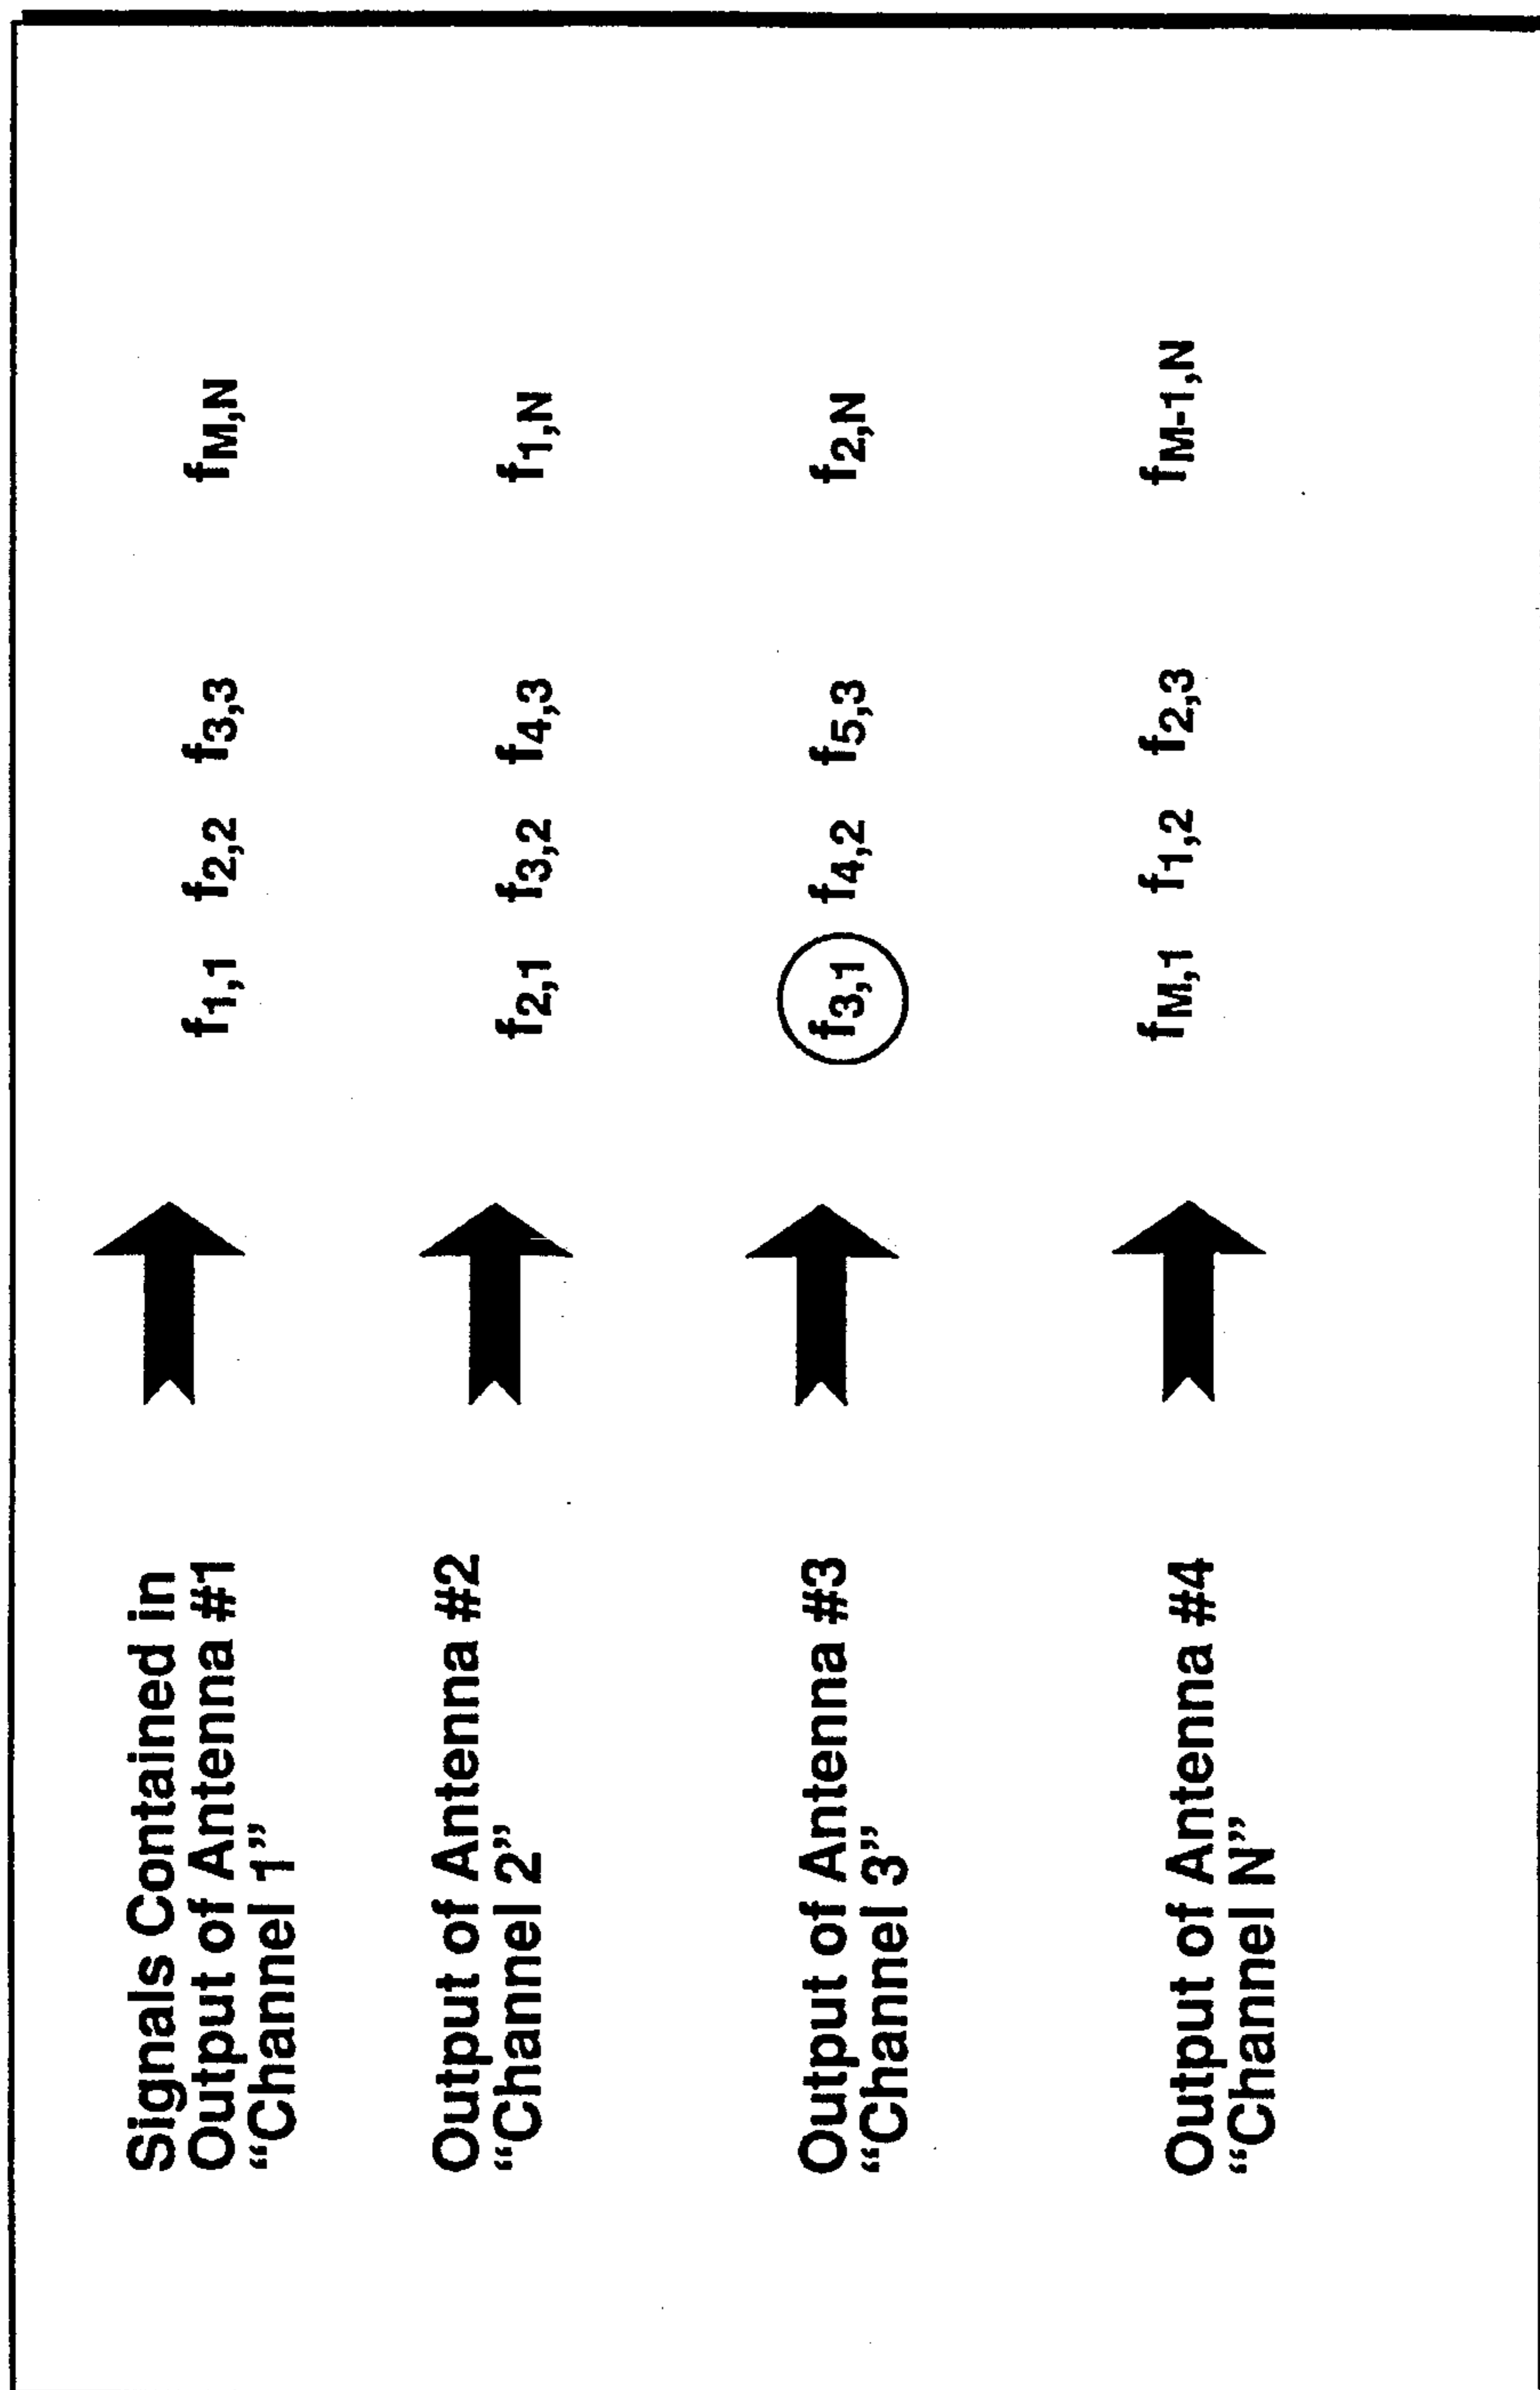 Signals Contained in
Output of Antenna #1
“Channel 1”
f1,1 f2,2 f3,3 fM,N
Output of Antenna #2
“Channel 2”
f2,1 f3,2 f4,3 f1,N
Output of Antenna #3
“Channel 3”
f3,1 f4,2 f5,3 f2,N
Output of Antenna #4
“Channel N”
fM,1 f1,2 f2,3 fM-1,N